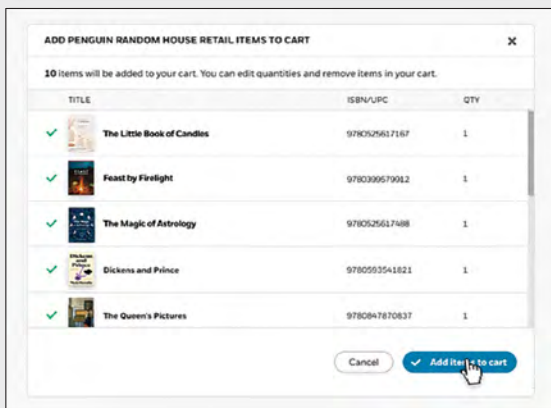 ADD PENGUIN RANDOM HOUSE RETAIL ITEMS TO CART
10 items will be added to your cart. You can edit quantities and remove items in your cart.
TITLE ISBN/UPC QTY
The Little Book of Candles 9780525617167 1
Feast by Firelight 9780399579912 1
The Magic of Astrology 9780525617488 1
Dickens and Prince 9780593541821 1
The Queen's Pictures 9780847870837 1
Cancel Add items to cart